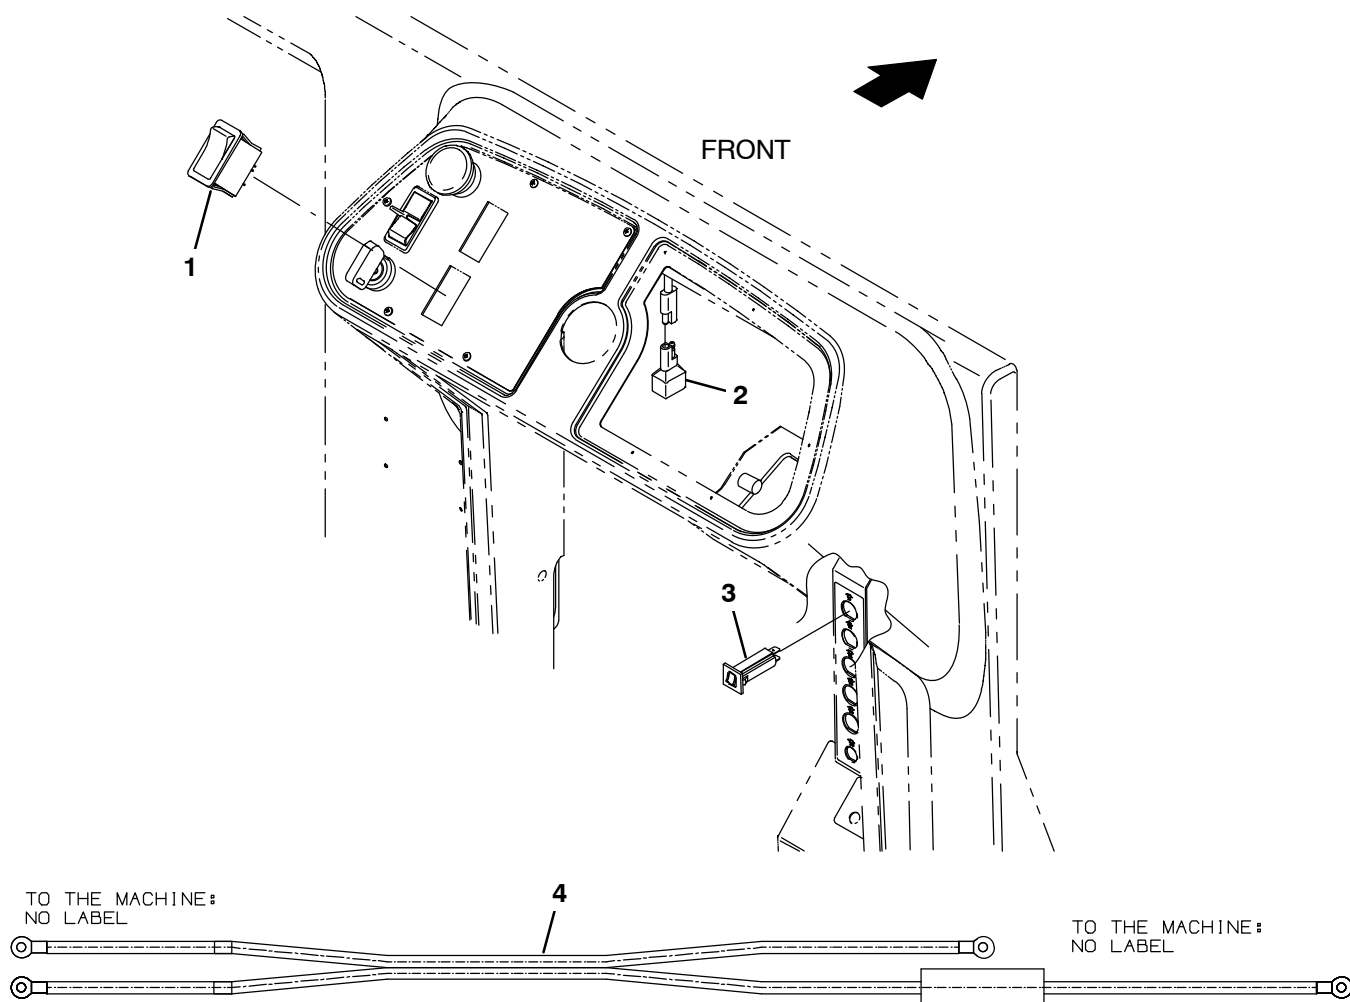 FRONT
1
2
3
4
TO THE MACHINE:
NO LABEL
TO THE MACHINE:
NO LABEL